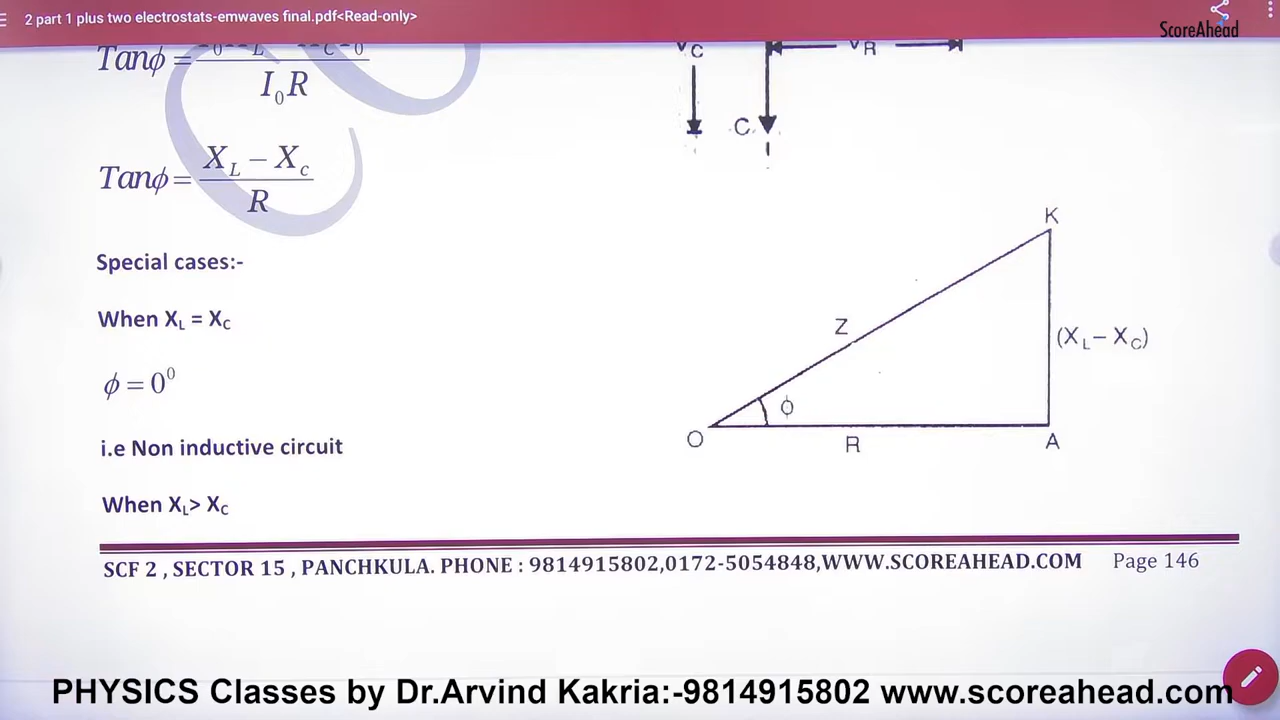 2 part 1 plus two electrostats-emwaves final.pdf<Read-only>
ScoreAhead
Tanφ =
I₀R
V_C
V_R
C
Tanφ = (X_L – X_c) / R
Special cases:-
When X_L = X_C
φ = 0⁰
i.e Non inductive circuit
When X_L> X_C
K
Z
(X_L – X_C)
φ
O
R
A
SCF 2 , SECTOR 15 , PANCHKULA. PHONE : 9814915802,0172-5054848,WWW.SCOREAHEAD.COM Page 146
PHYSICS Classes by Dr.Arvind Kakria:-9814915802 www.scoreahead.com